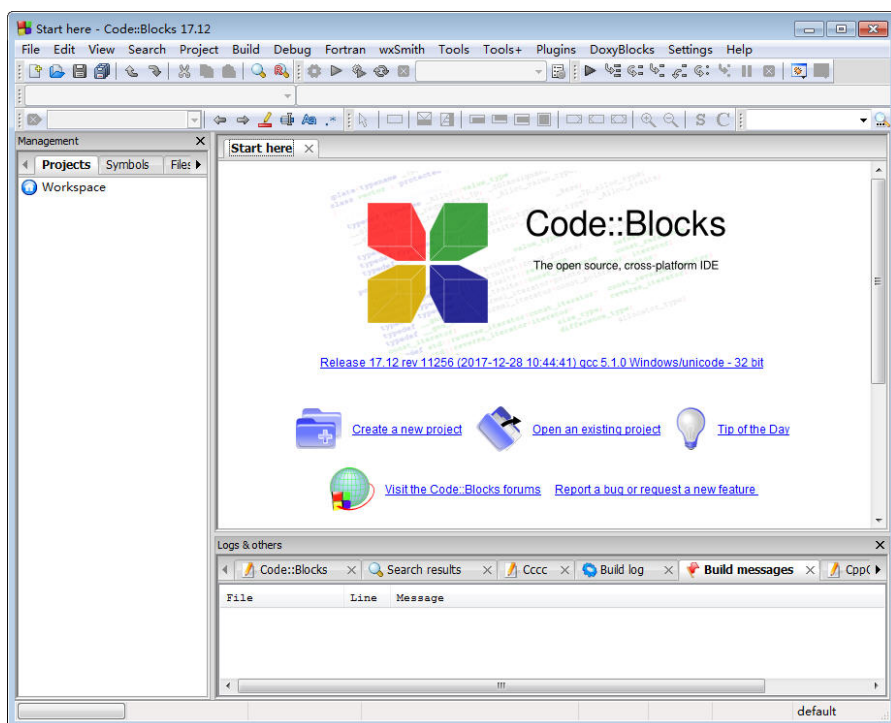 Start here - Code::Blocks 17.12
File Edit View Search Project Build Debug Fortran wxSmith Tools Tools+ Plugins DoxyBlocks Settings Help
S C
Management
Projects Symbols
Workspace
Start here
Code::Blocks
The open source, cross-platform IDE
Release 17.12 rev 11256 (2017-12-28 10:44:41) gcc 5.1.0 Windows/unicode - 32 bit
Create a new project Open an existing project Tip of the Day
Visit the Code::Blocks forums Report a bug or request a new feature
Logs & others
Code::Blocks Search results Cccc Build log Build messages
File Line Message
default